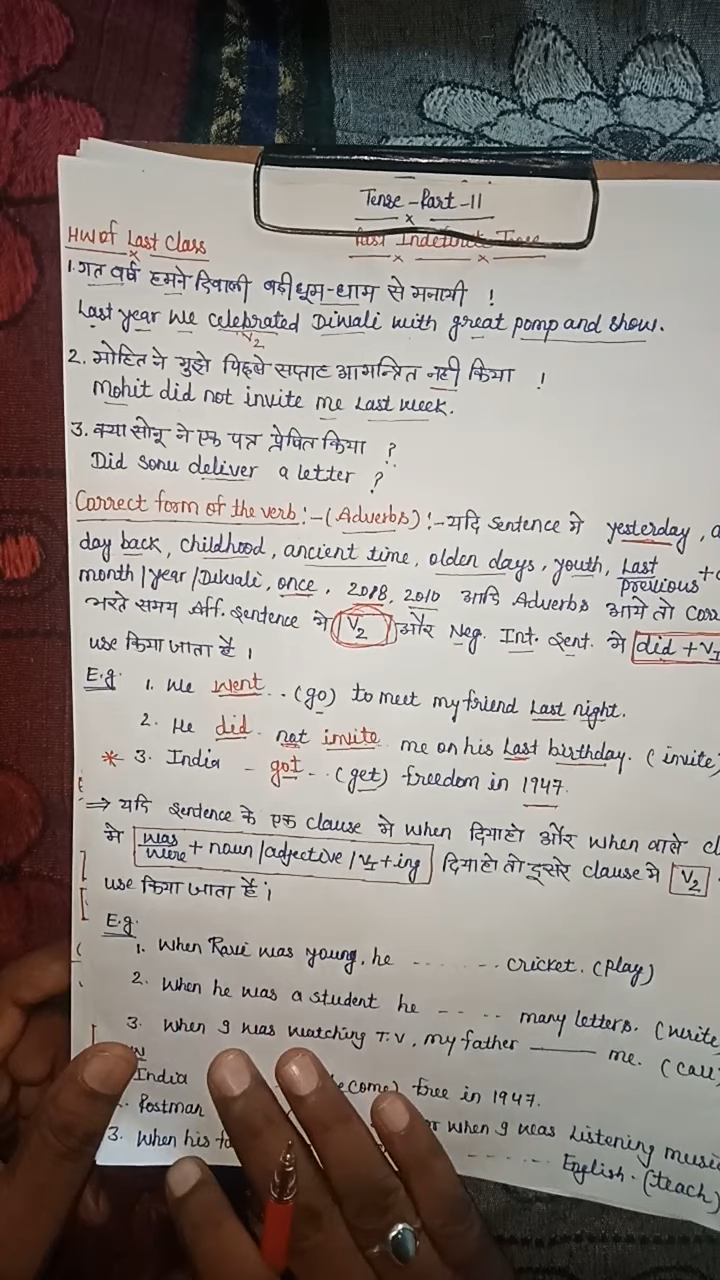 Tense-Part-II
Past Indefinite Tense
HW of Last Class
1. गत वर्ष हमने दिवाली बडी धूम-धाम से मनायी !
Last year we celebrated Diwali with great pomp and show.
V2
2. मोहित ने मुझे पिछले सप्ताह आमन्त्रित नही किया !
Mohit did not invite me Last week.
3. क्या सोनू ने एक पत्र प्रेषित किया ?
Did sonu deliver a letter ?
Correct form of the verb:-(Adverbs):- यदि sentence मे yesterday,
day back, childhood, ancient time, olden days, youth, Last
previous
month/year/Diwali, once, 2018, 2010 आदि Adverbs आये तो
भरते समय Aff. Sentence मे V2 और Neg. Int. Sent. मे did + V1
use किया जाता है।
E.g. 1. We went .. (go) to meet my friend Last night.
2. He did not invite me on his Last birthday. (invite)
* 3. India - got .. (get) freedom in 1947.
⇒ यदि sentence के एक clause मे when दिया हो और when वाले
मे was/were + noun/adjective/V1+ing दिया हो तो दूसरे clause मे V2
use किया जाता है।
E.g.
1. When Ravi was young, he ....... cricket. (Play)
2. When he was a student he .... many letters. (write)
3. When I was watching T.V, my father ____ me. (call)
India free in 1947.
Postman when I was Listening music
3. When his ...... English. (teach)